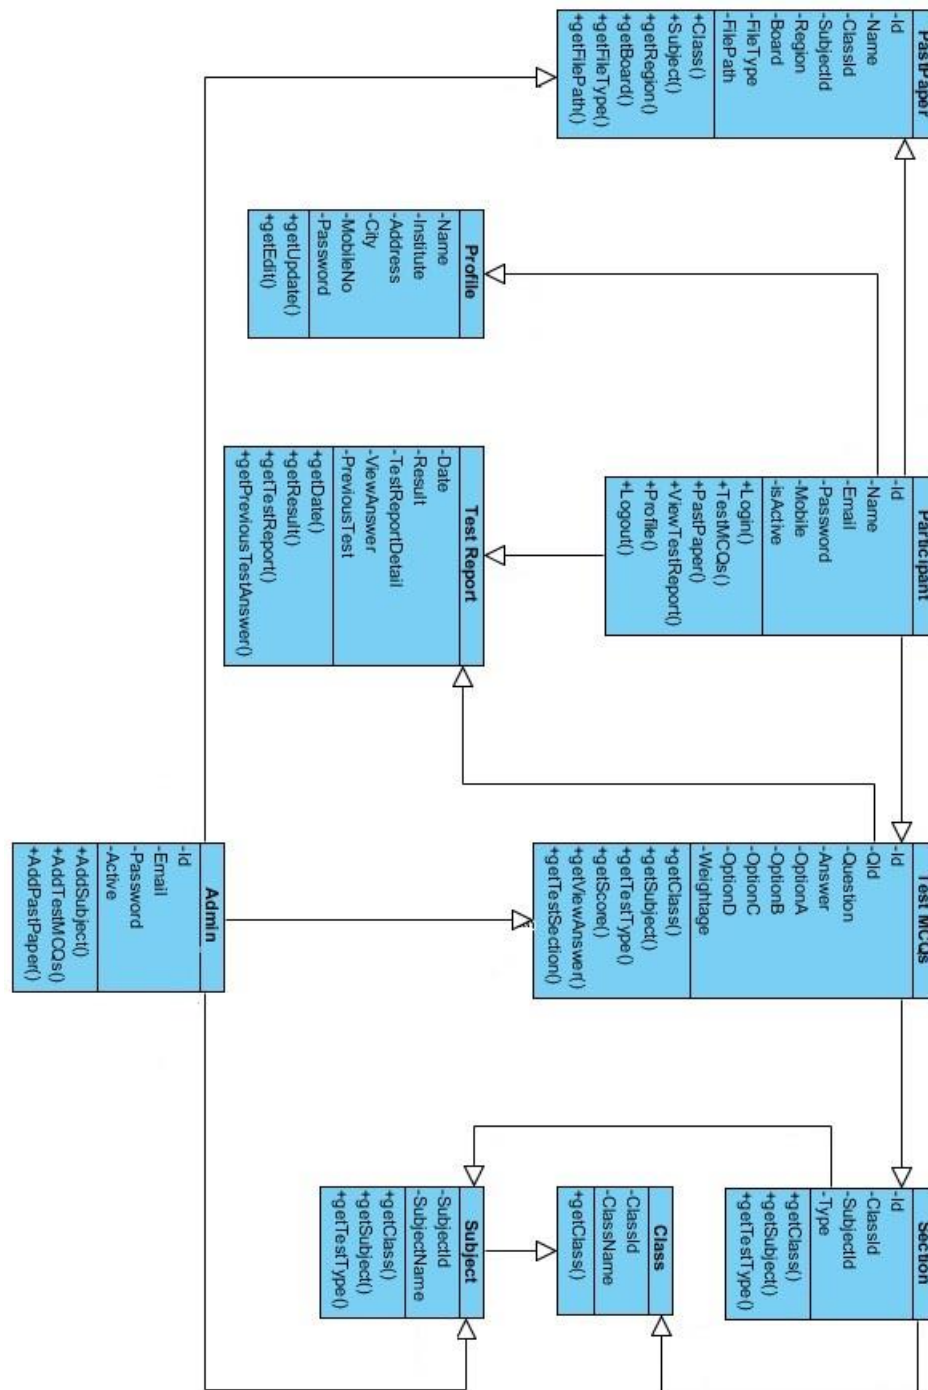 PastPaper
-Id
-Name
-ClassId
-SubjectId
-Region
-Board
-FileType
-FilePath
+Class()
+Subject()
+getRegion()
+getBoard()
+getFileType()
+getFilePath()
Participant
-Id
-Name
-Email
-Password
-Mobile
-isActive
+Login()
+TestMCQs()
+PastPaper()
+ViewTestReport()
+Profile()
+Logout()
Test MCQs
-Id
-QId
-Question
-Answer
-OptionA
-OptionB
-OptionC
-OptionD
-Weightage
+getClass()
+getSubject()
+getTestType()
+getScore()
+getViewAnswer()
+getTestSection()
Section
-Id
-ClassId
-SubjectId
-Type
+getClass()
+getSubject()
+getTestType()
Class
-ClassId
-ClassName
+getClass()
Profile
-Name
-Institute
-Address
-City
-MobileNo
-Password
+getUpdate()
+getEdit()
Test Report
-Date
-Result
-TestReportDetail
-ViewAnswer
-PreviousTest
+getDate()
+getResult()
+getTestReport()
+getPreviousTestAnswer()
Subject
-SubjectId
-SubjectName
+getClass()
+getSubject()
+getTestType()
Admin
-Id
-Email
-Password
-Active
+AddSubject()
+AddTestMCQs()
+AddPastPaper()